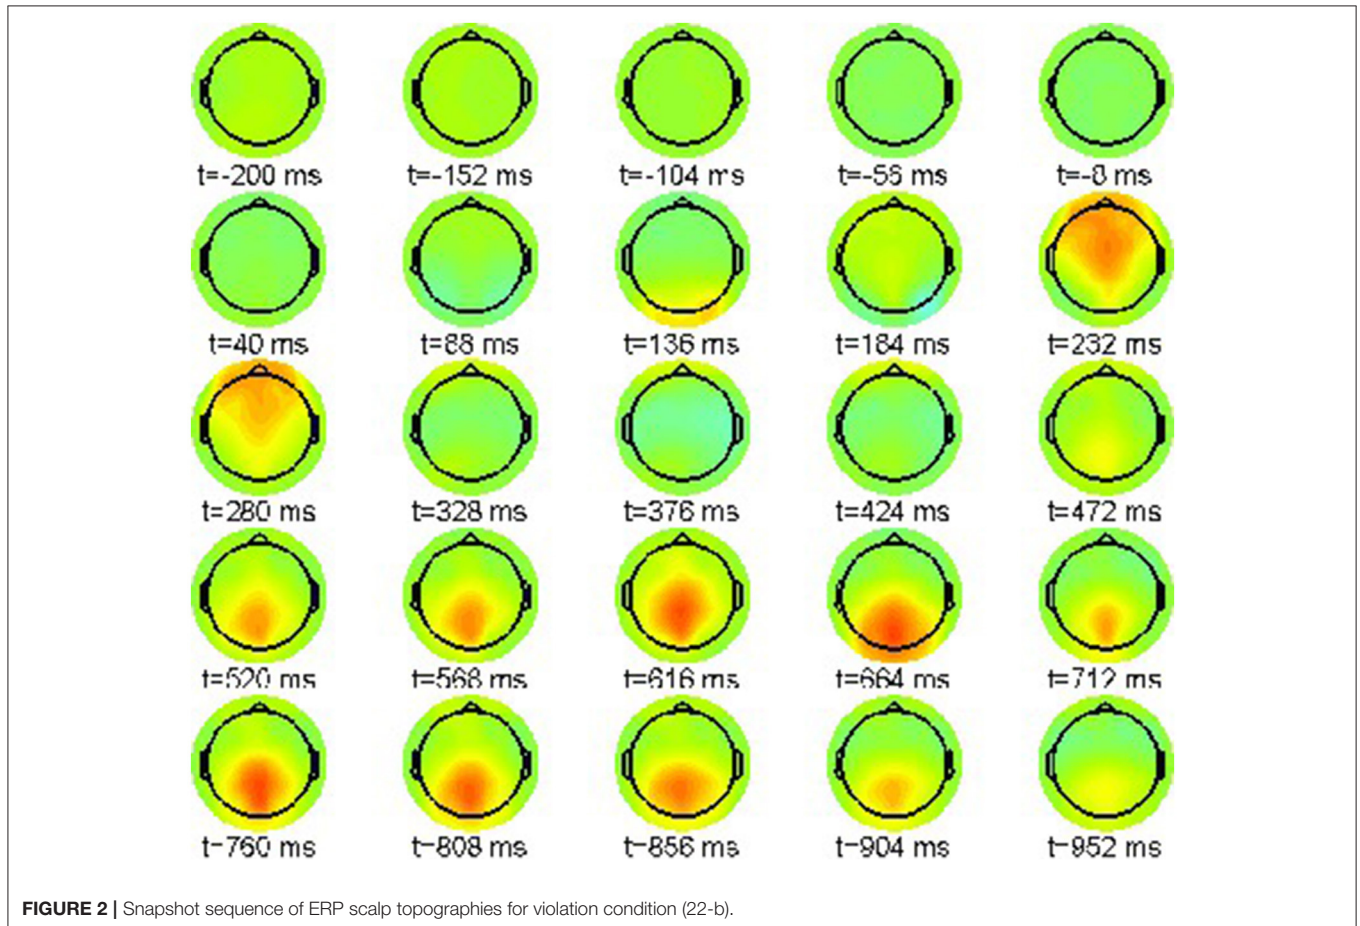 t=-200 ms t=-152 ms t=-104 ms t=-56 ms t=-8 ms
t=40 ms t=88 ms t=136 ms t=184 ms t=232 ms
t=280 ms t=328 ms t=376 ms t=424 ms t=472 ms
t=520 ms t=568 ms t=616 ms t=664 ms t=712 ms
t=760 ms t=808 ms t=856 ms t=904 ms t=952 ms
FIGURE 2 | Snapshot sequence of ERP scalp topographies for violation condition (22-b).